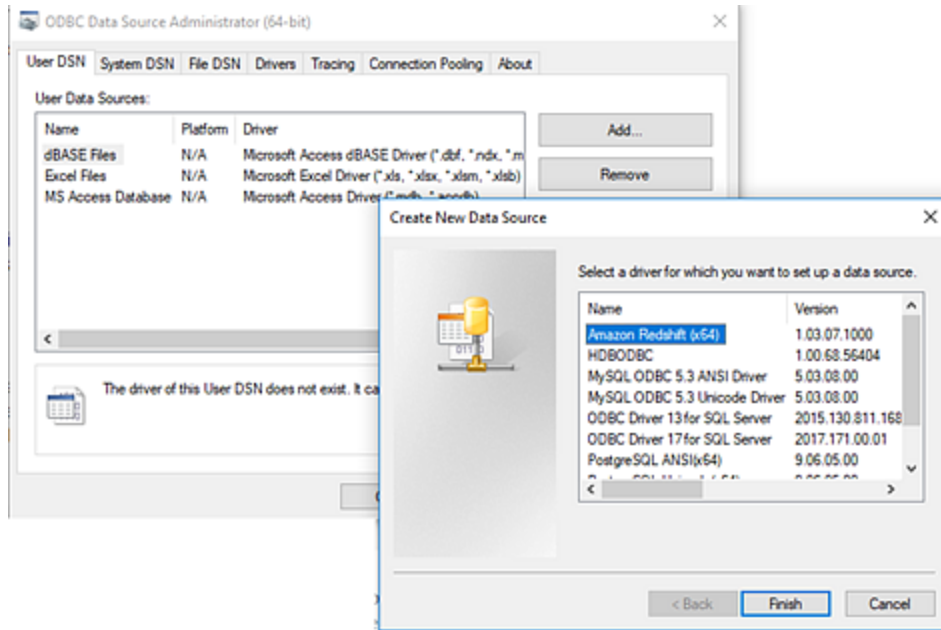 ODBC Data Source Administrator (64-bit)
User DSN System DSN File DSN Drivers Tracing Connection Pooling About
User Data Sources:
Name Platform Driver
dBASE Files N/A Microsoft Access dBASE Driver (*.dbf, *.ndx, *.m
Excel Files N/A Microsoft Excel Driver (*.xls, *.xlsx, *.xlsm, *.xlsb)
MS Access Database N/A Microsoft Access Driver (*.mdb, *.accdb)
Add...
Remove
The driver of this User DSN does not exist. It ca
Create New Data Source
Select a driver for which you want to set up a data source.
Name Version
Amazon Redshift (x64) 1.03.07.1000
HDBODBC 1.00.68.56404
MySQL ODBC 5.3 ANSI Driver 5.03.08.00
MySQL ODBC 5.3 Unicode Driver 5.03.08.00
ODBC Driver 13 for SQL Server 2015.130.811.168
ODBC Driver 17 for SQL Server 2017.171.00.01
PostgreSQL ANSI(x64) 9.06.05.00
< Back Finish Cancel